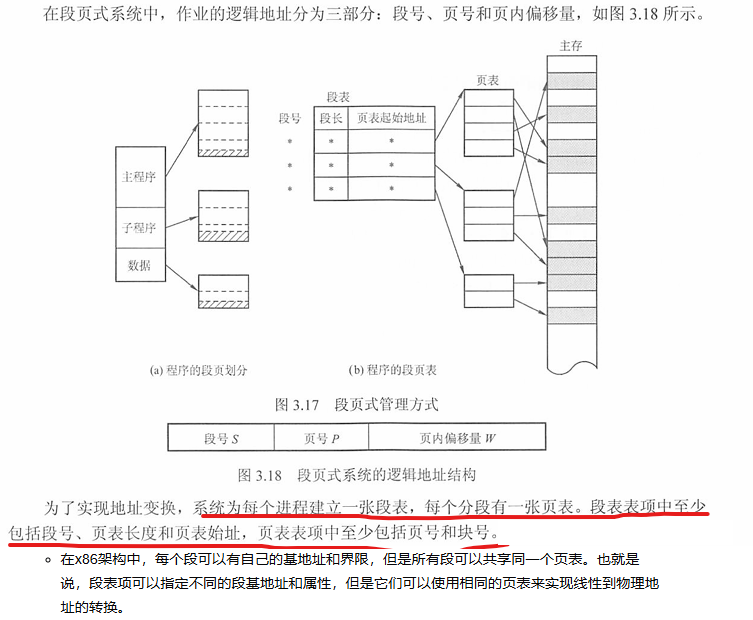 在段页式系统中，作业的逻辑地址分为三部分：段号、页号和页内偏移量，如图 3.18 所示。
主存
段表
页表
段号
段长
页表起始地址
*
*
*
*
*
*
*
*
*
主程序
子程序
数据
(a) 程序的段页划分
(b) 程序的段页表
图 3.17 段页式管理方式
段号 S
页号 P
页内偏移量 W
图 3.18 段页式系统的逻辑地址结构
为了实现地址变换，系统为每个进程建立一张段表，每个分段有一张页表。段表表项中至少
包括段号、页表长度和页表始址，页表表项中至少包括页号和块号。
在x86架构中，每个段可以有自己的基地址和界限，但是所有段可以共享同一个页表。也就是
说，段表项可以指定不同的段基地址和属性，但是它们可以使用相同的页表来实现线性到物理地
址的转换。